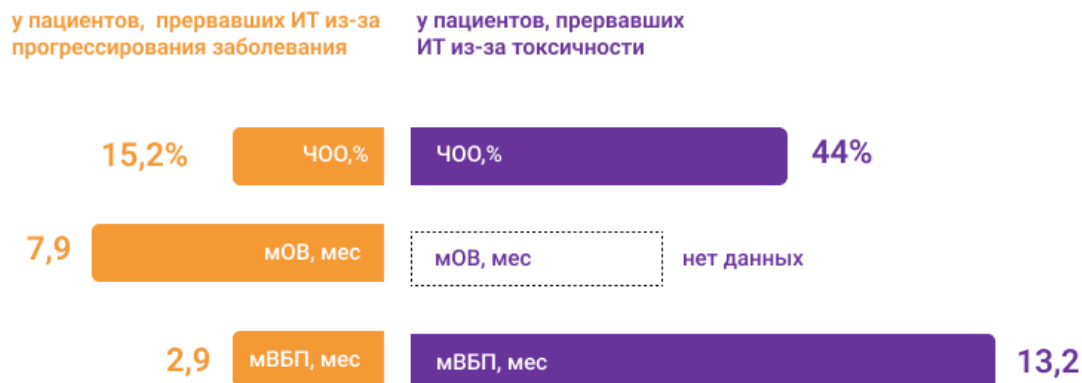 у пациентов, прервавших ИТ из-за
прогрессирования заболевания
у пациентов, прервавших
ИТ из-за токсичности
15,2% ЧОО,% ЧОО,% 44%
7,9 мОВ, мес мОВ, мес нет данных
2,9 мВБП, мес мВБП, мес 13,2